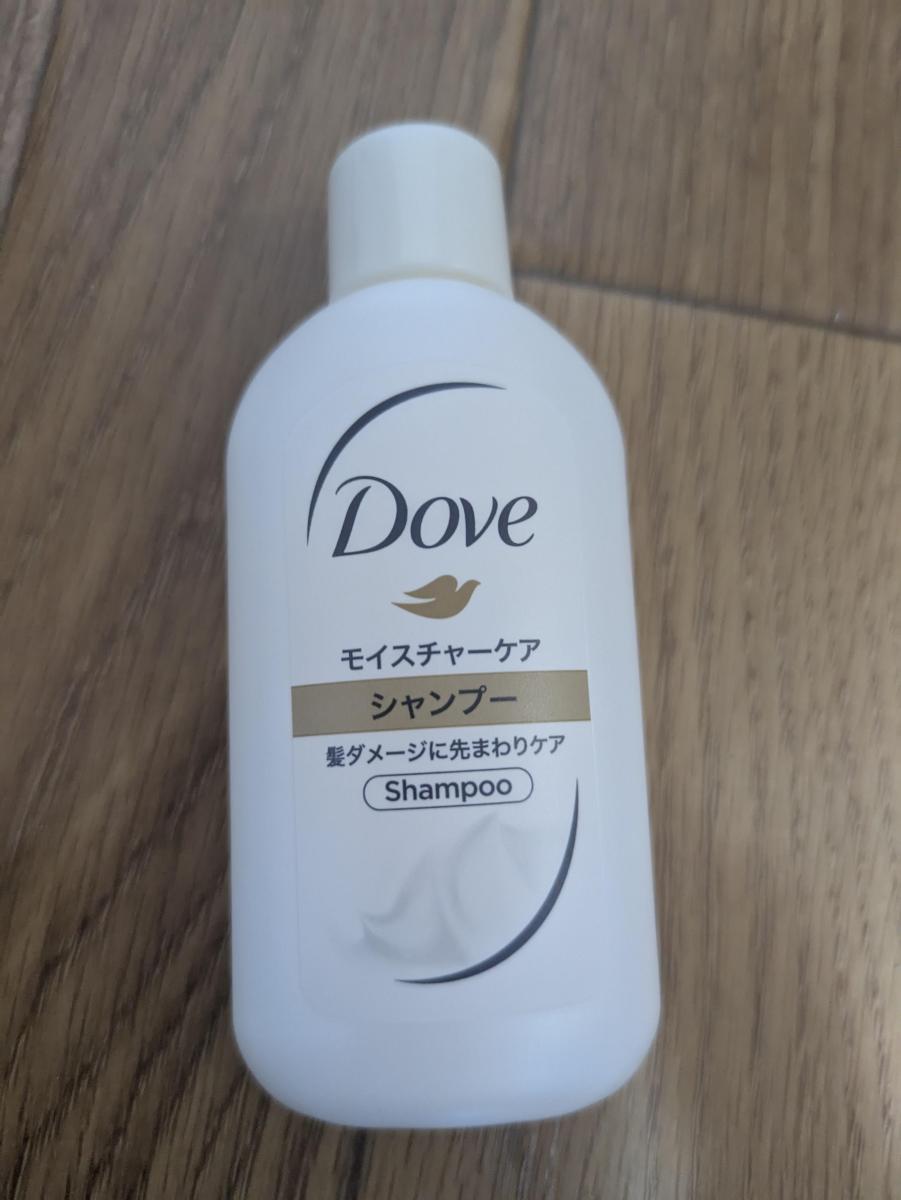 Dove
モイスチャーケア
シャンプー
髪ダメージに先まわりケア
Shampoo